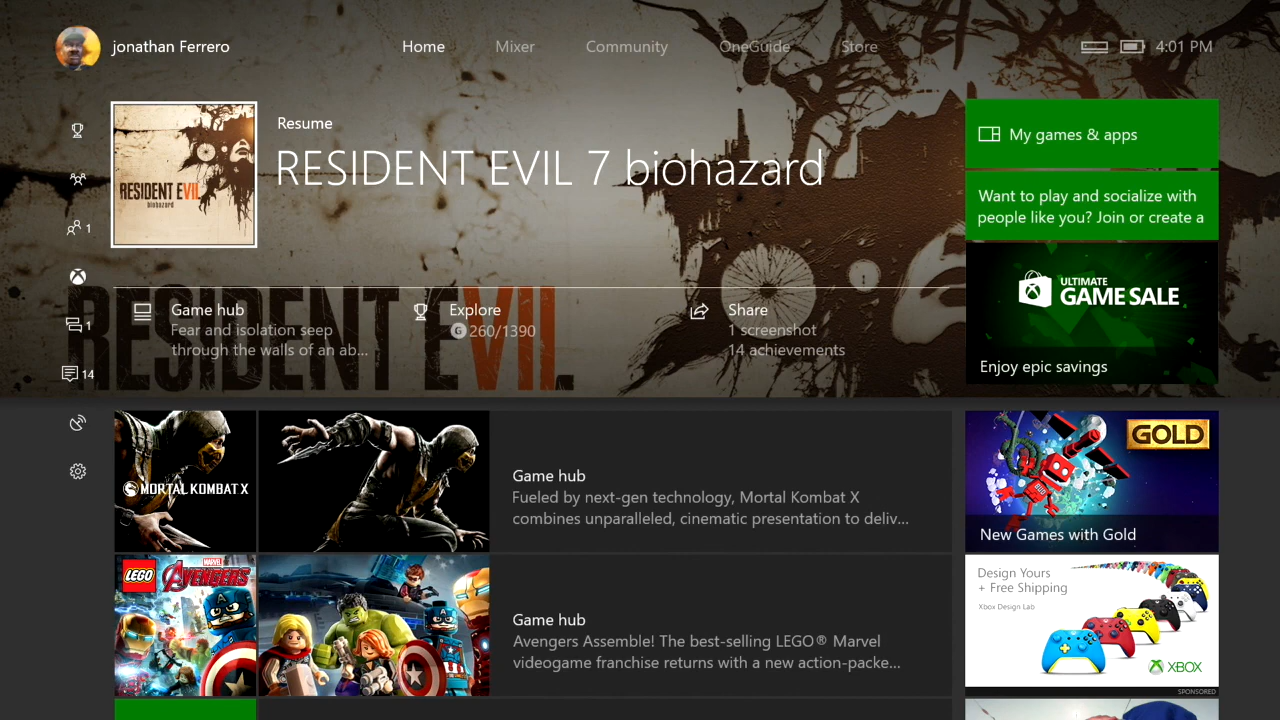 jonathan Ferrero
Home
Mixer
Community
OneGuide
Store
4:01 PM
RESIDENT EVIL
biohazard
Resume
RESIDENT EVIL 7 biohazard
My games & apps
Want to play and socialize with
people like you? Join or create a
1
RESIDENT EVIL
Game hub
Fear and isolation seep
through the walls of an ab...
Explore
G 260/1390
Share
1 screenshot
14 achievements
ULTIMATE
GAME SALE
Enjoy epic savings
1
14
MORTAL KOMBAT X
Game hub
Fueled by next-gen technology, Mortal Kombat X
combines unparalleled, cinematic presentation to deliv...
GOLD
New Games with Gold
LEGO
MARVEL
AVENGERS
Game hub
Avengers Assemble! The best-selling LEGO® Marvel
videogame franchise returns with a new action-packe...
Design Yours
+ Free Shipping
Xbox Design Lab
XBOX
SPONSORED